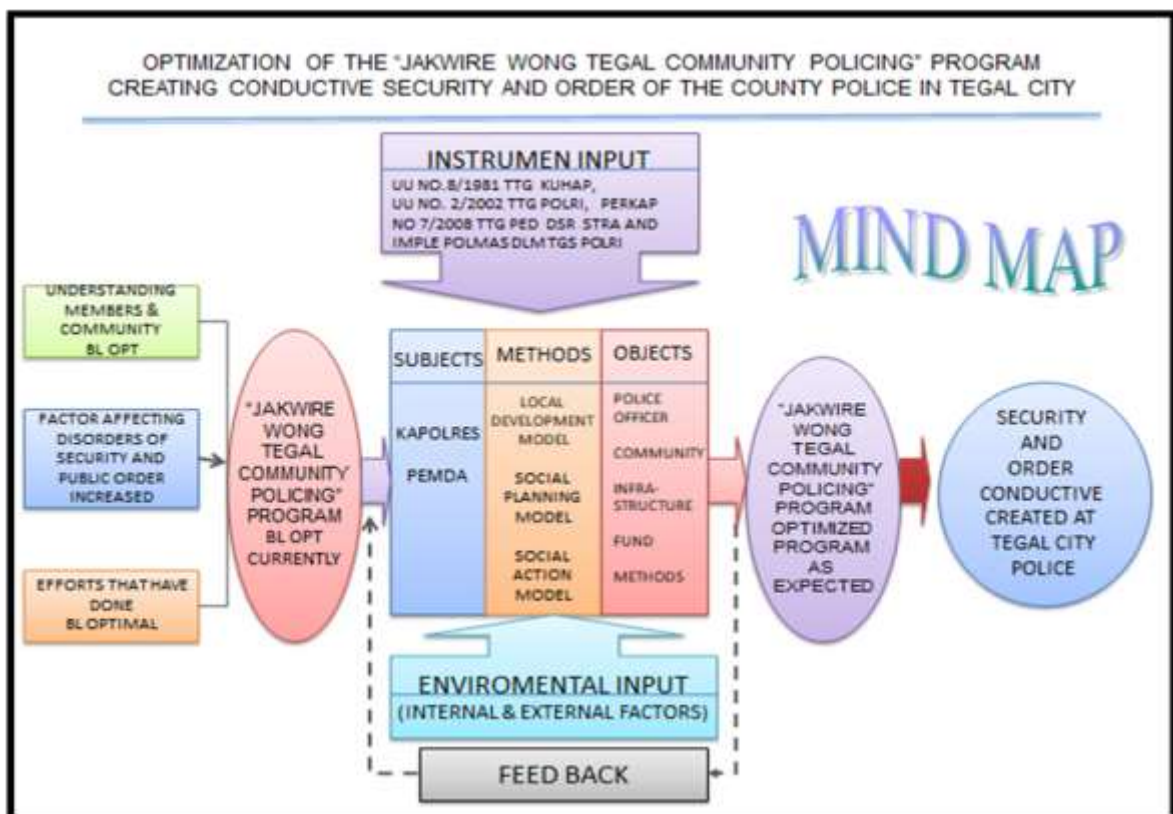 OPTIMIZATION OF THE "JAKWIRE WONG TEGAL COMMUNITY POLICING" PROGRAM
CREATING CONDUCTIVE SECURITY AND ORDER OF THE COUNTY POLICE IN TEGAL CITY
INSTRUMEN INPUT
UU NO.8/1981 TTG KUHAP,
UU NO. 2/2002 TTG POLRI, PERKAP
NO 7/2008 TTG PED DSR STRA AND
IMPLE POLMAS DLM TGS POLRI
MIND MAP
UNDERSTANDING
MEMBERS &
COMMUNITY
BL OPT
FACTOR AFFECTING
DISORDERS OF
SECURITY AND
PUBLIC ORDER
INCREASED
EFFORTS THAT HAVE
DONE
BL OPTIMAL
"JAKWIRE
WONG
TEGAL
COMMUNITY
POLICING"
PROGRAM
BL OPT
CURRENTLY
SUBJECTS
KAPOLRES
PEMDA
METHODS
LOCAL
DEVELOPMENT
MODEL
SOCIAL
PLANNING
MODEL
SOCIAL
ACTION
MODEL
OBJECTS
POLICE
OFFICER
COMMUNITY
INFRA-
STRUCTURE
FUND
METHODS
"JAKWIRE
WONG
TEGAL
COMMUNITY
POLICING"
PROGRAM
OPTIMIZED
PROGRAM
AS
EXPECTED
SECURITY
AND
ORDER
CONDUCTIVE
CREATED AT
TEGAL CITY
POLICE
ENVIROMENTAL INPUT
(INTERNAL & EXTERNAL FACTORS)
FEED BACK